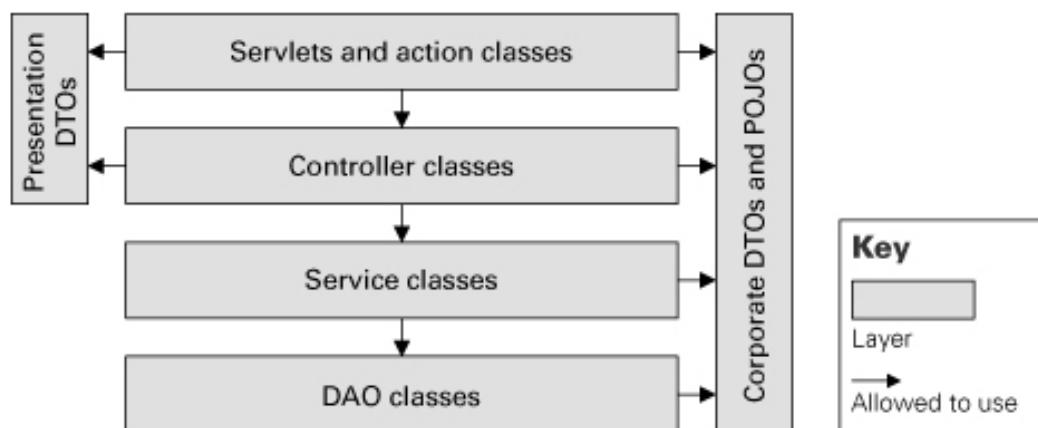 Presentation
DTOs
Servlets and action classes
Controller classes
Service classes
DAO classes
Corporate DTOs and POJOs
Key
Layer
Allowed to use